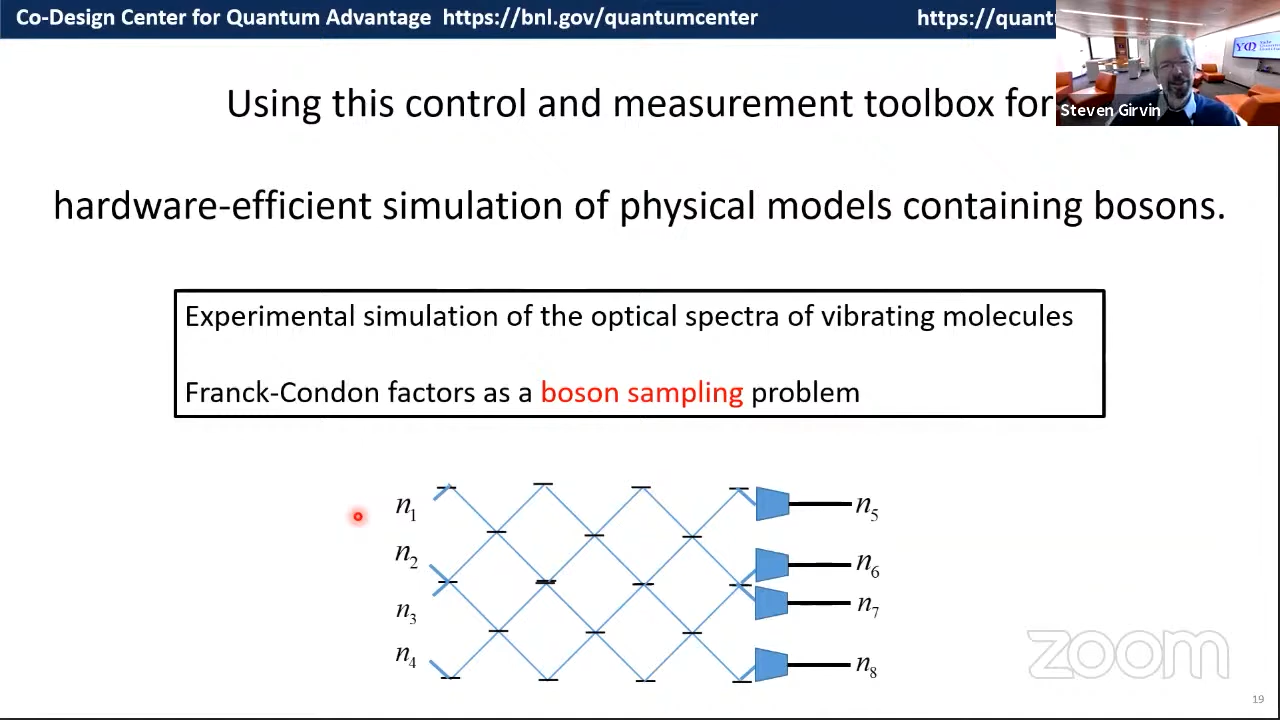 Co-Design Center for Quantum Advantage https://bnl.gov/quantumcenter https://quant
Steven Girvin
Using this control and measurement toolbox for
hardware-efficient simulation of physical models containing bosons.
Experimental simulation of the optical spectra of vibrating molecules
Franck-Condon factors as a boson sampling problem
n1
n2
n3
n4
n5
n6
n7
n8
zoom
19